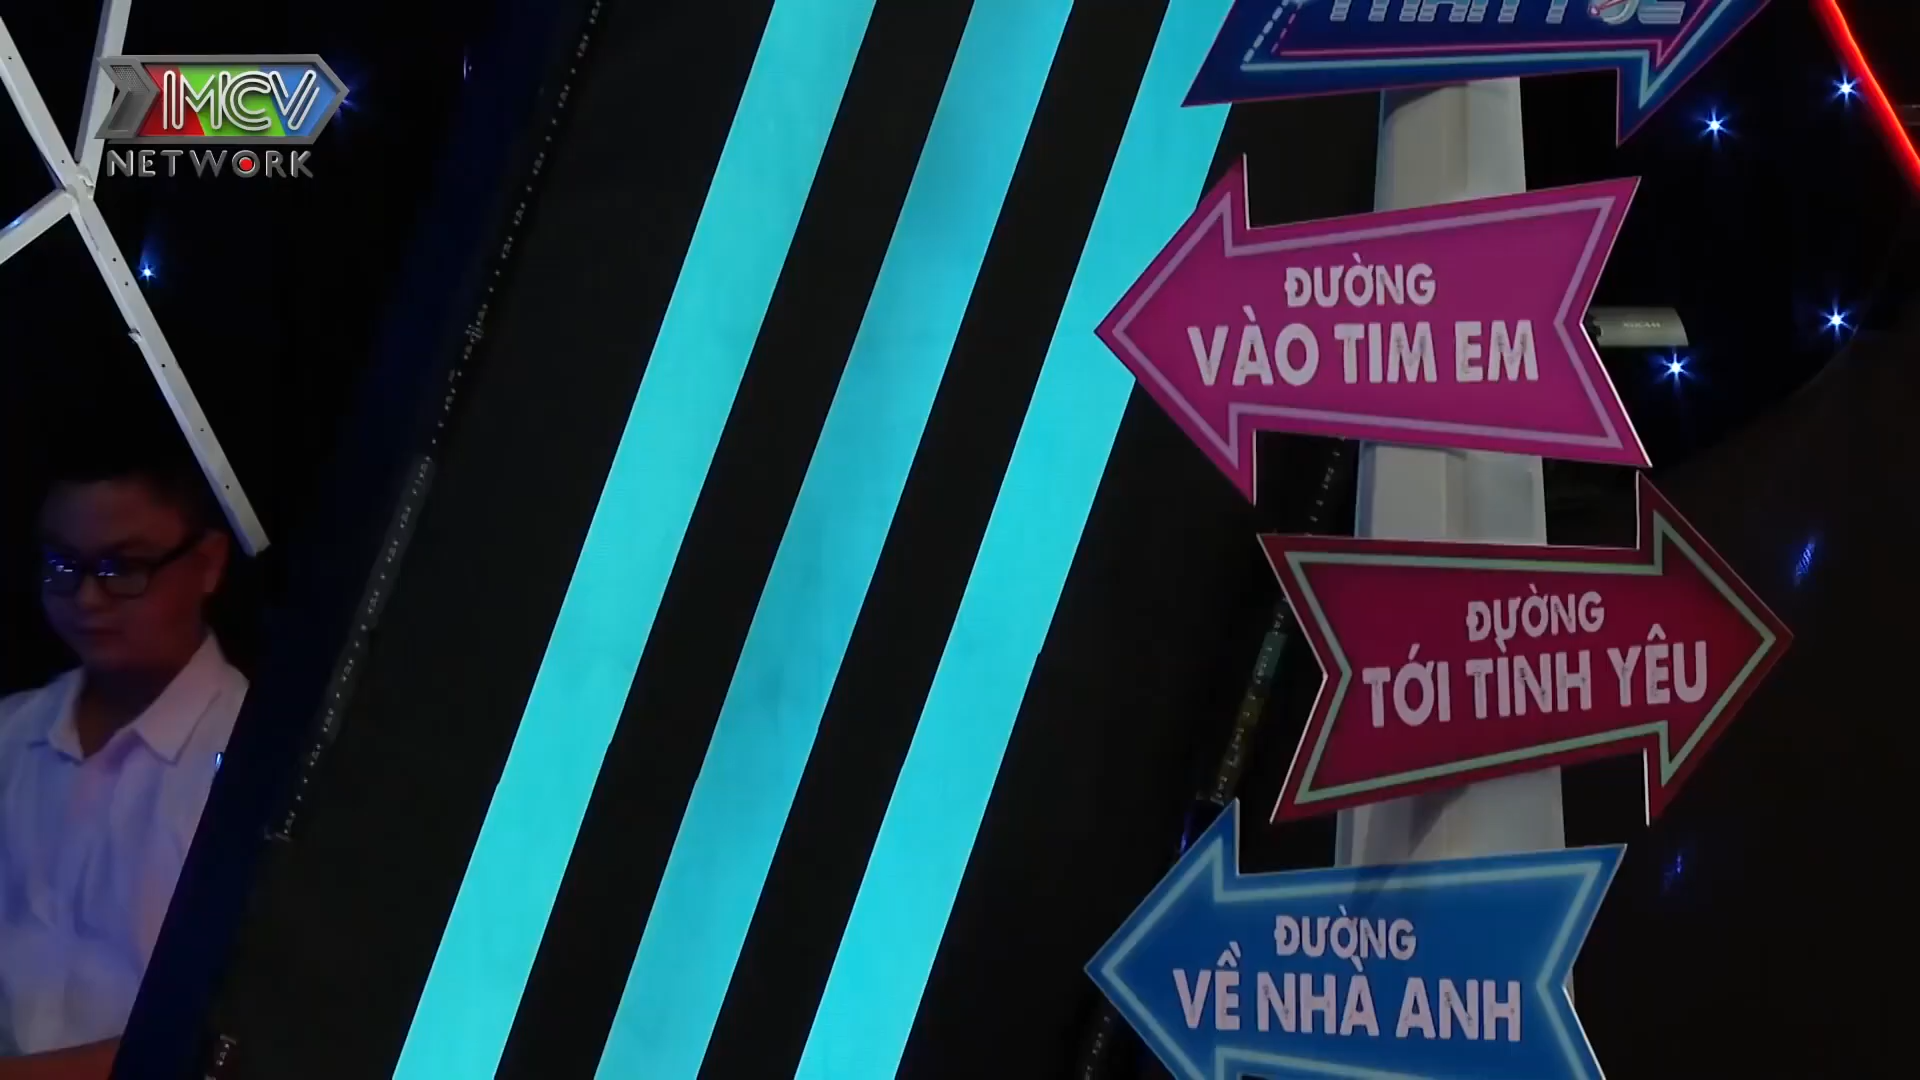 MCV
NETWORK
ĐƯỜNG
VÀO TIM EM
ĐƯỜNG
TỚI TÌNH YÊU
ĐƯỜNG
VỀ NHÀ ANH